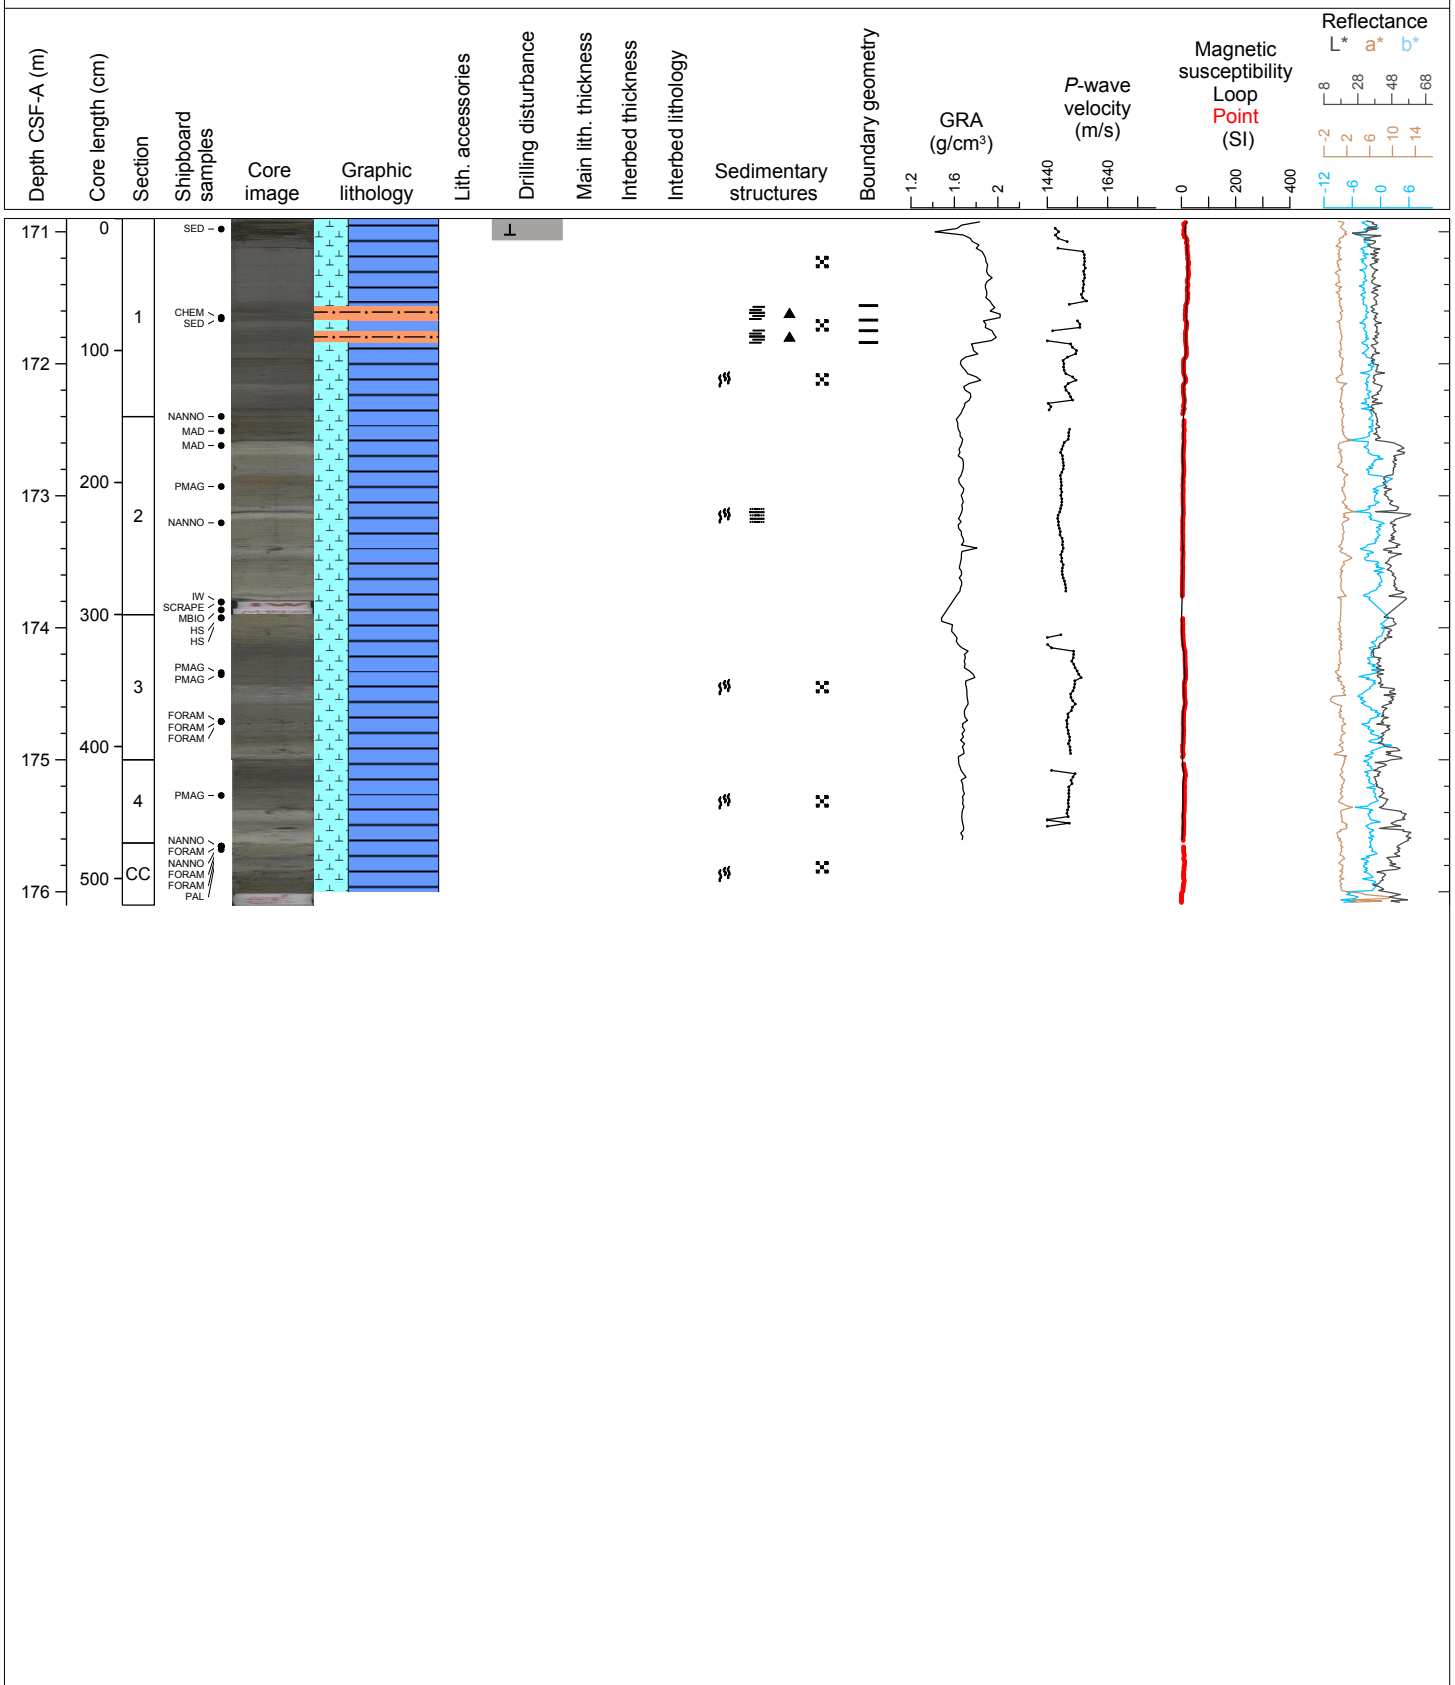 Depth CSF-A (m)
Core length (cm)
Section
Shipboard
samples
Core
image
Graphic
lithology
Lith. accessories
Drilling disturbance
Main lith. thickness
Interbed thickness
Interbed lithology
Sedimentary
structures
Boundary geometry
GRA
(g/cm³)
1.2 1.6 2
P-wave
velocity
(m/s)
1440 1640
Magnetic
susceptibility
Loop
Point
(SI)
0 200 400
Reflectance
L* a* b*
8 28 48 68
-2 2 6 10 14
-12 -6 0 6
171
172
173
174
175
176
0
100
200
300
400
500
1
2
3
4
CC
SED
CHEM
SED
NANNO
MAD
MAD
PMAG
NANNO
IW
SCRAPE
MBIO
HS
HS
PMAG
PMAG
FORAM
FORAM
FORAM
PMAG
NANNO
FORAM
NANNO
FORAM
FORAM
PAL